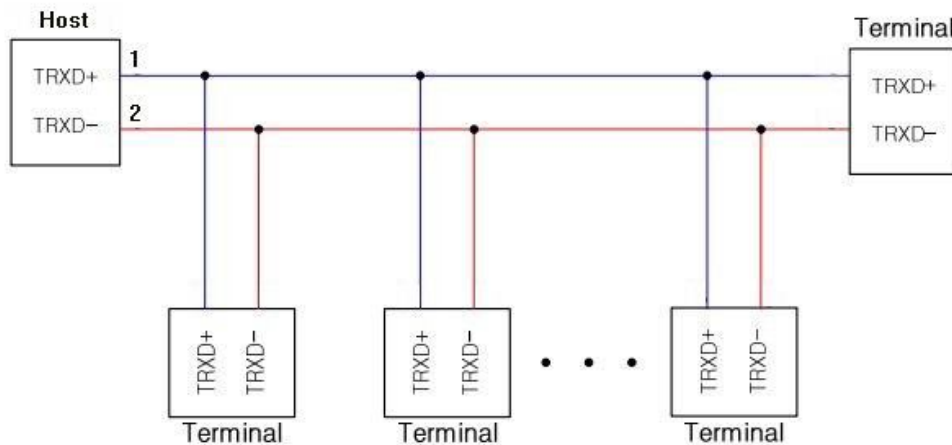 Host
1
TRXD+
2
TRXD−
Terminal
TRXD+
TRXD−
TRXD+
TRXD−
Terminal
TRXD+
TRXD−
Terminal
TRXD+
TRXD−
Terminal